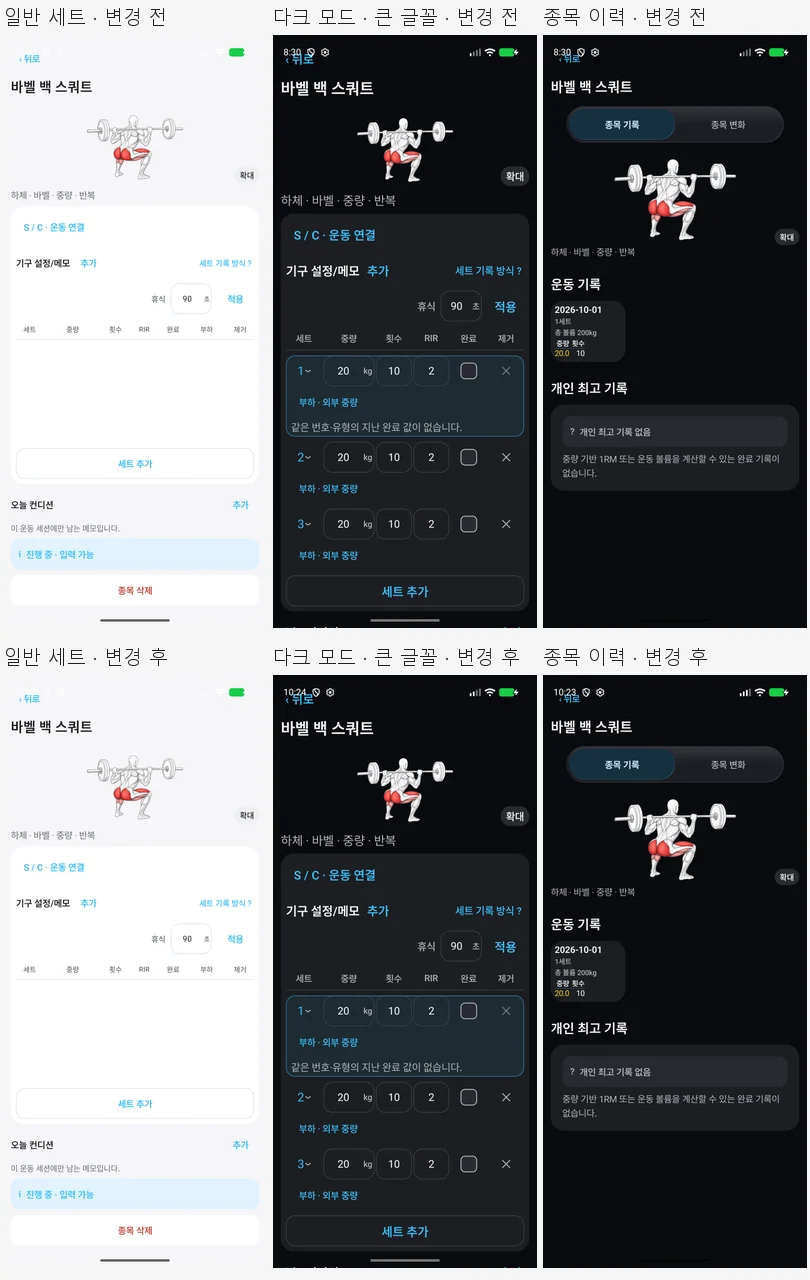 일반 세트 · 변경 전
‹ 뒤로
바벨 백 스쿼트
확대
하체 · 바벨 · 중량 · 반복
S / C · 운동 연결
기구 설정/메모 추가 세트 기록 방식 ?
휴식 90 초 적용
세트 중량 횟수 RIR 완료 부하 제거
세트 추가
오늘 컨디션 추가
이 운동 세션에만 남는 메모입니다.
i 진행 중 · 입력 가능
종목 삭제
다크 모드 · 큰 글꼴 · 변경 전
8:30
‹ 뒤로
바벨 백 스쿼트
확대
하체 · 바벨 · 중량 · 반복
S / C · 운동 연결
기구 설정/메모 추가 세트 기록 방식 ?
휴식 90 초 적용
세트 중량 횟수 RIR 완료 제거
1 20 kg 10 2
부하 · 외부 중량
같은 번호·유형의 지난 완료 값이 없습니다.
2 20 kg 10 2
부하 · 외부 중량
3 20 kg 10 2
부하 · 외부 중량
세트 추가
종목 이력 · 변경 전
8:30
‹ 뒤로
바벨 백 스쿼트
종목 기록 종목 변화
확대
하체 · 바벨 · 중량 · 반복
운동 기록
2026-10-01
1세트
총 볼륨 200kg
중량 횟수
20.0 10
개인 최고 기록
? 개인 최고 기록 없음
중량 기반 1RM 또는 운동 볼륨을 계산할 수 있는 완료 기록이
없습니다.
일반 세트 · 변경 후
‹ 뒤로
바벨 백 스쿼트
확대
하체 · 바벨 · 중량 · 반복
S / C · 운동 연결
기구 설정/메모 추가 세트 기록 방식 ?
휴식 90 초 적용
세트 중량 횟수 RIR 완료 부하 제거
세트 추가
오늘 컨디션 추가
이 운동 세션에만 남는 메모입니다.
i 진행 중 · 입력 가능
종목 삭제
다크 모드 · 큰 글꼴 · 변경 후
10:24
‹ 뒤로
바벨 백 스쿼트
확대
하체 · 바벨 · 중량 · 반복
S / C · 운동 연결
기구 설정/메모 추가 세트 기록 방식 ?
휴식 90 초 적용
세트 중량 횟수 RIR 완료 제거
1 20 kg 10 2
부하 · 외부 중량
같은 번호·유형의 지난 완료 값이 없습니다.
2 20 kg 10 2
부하 · 외부 중량
3 20 kg 10 2
부하 · 외부 중량
세트 추가
종목 이력 · 변경 후
10:23
‹ 뒤로
바벨 백 스쿼트
종목 기록 종목 변화
확대
하체 · 바벨 · 중량 · 반복
운동 기록
2026-10-01
1세트
총 볼륨 200kg
중량 횟수
20.0 10
개인 최고 기록
? 개인 최고 기록 없음
중량 기반 1RM 또는 운동 볼륨을 계산할 수 있는 완료 기록이
없습니다.